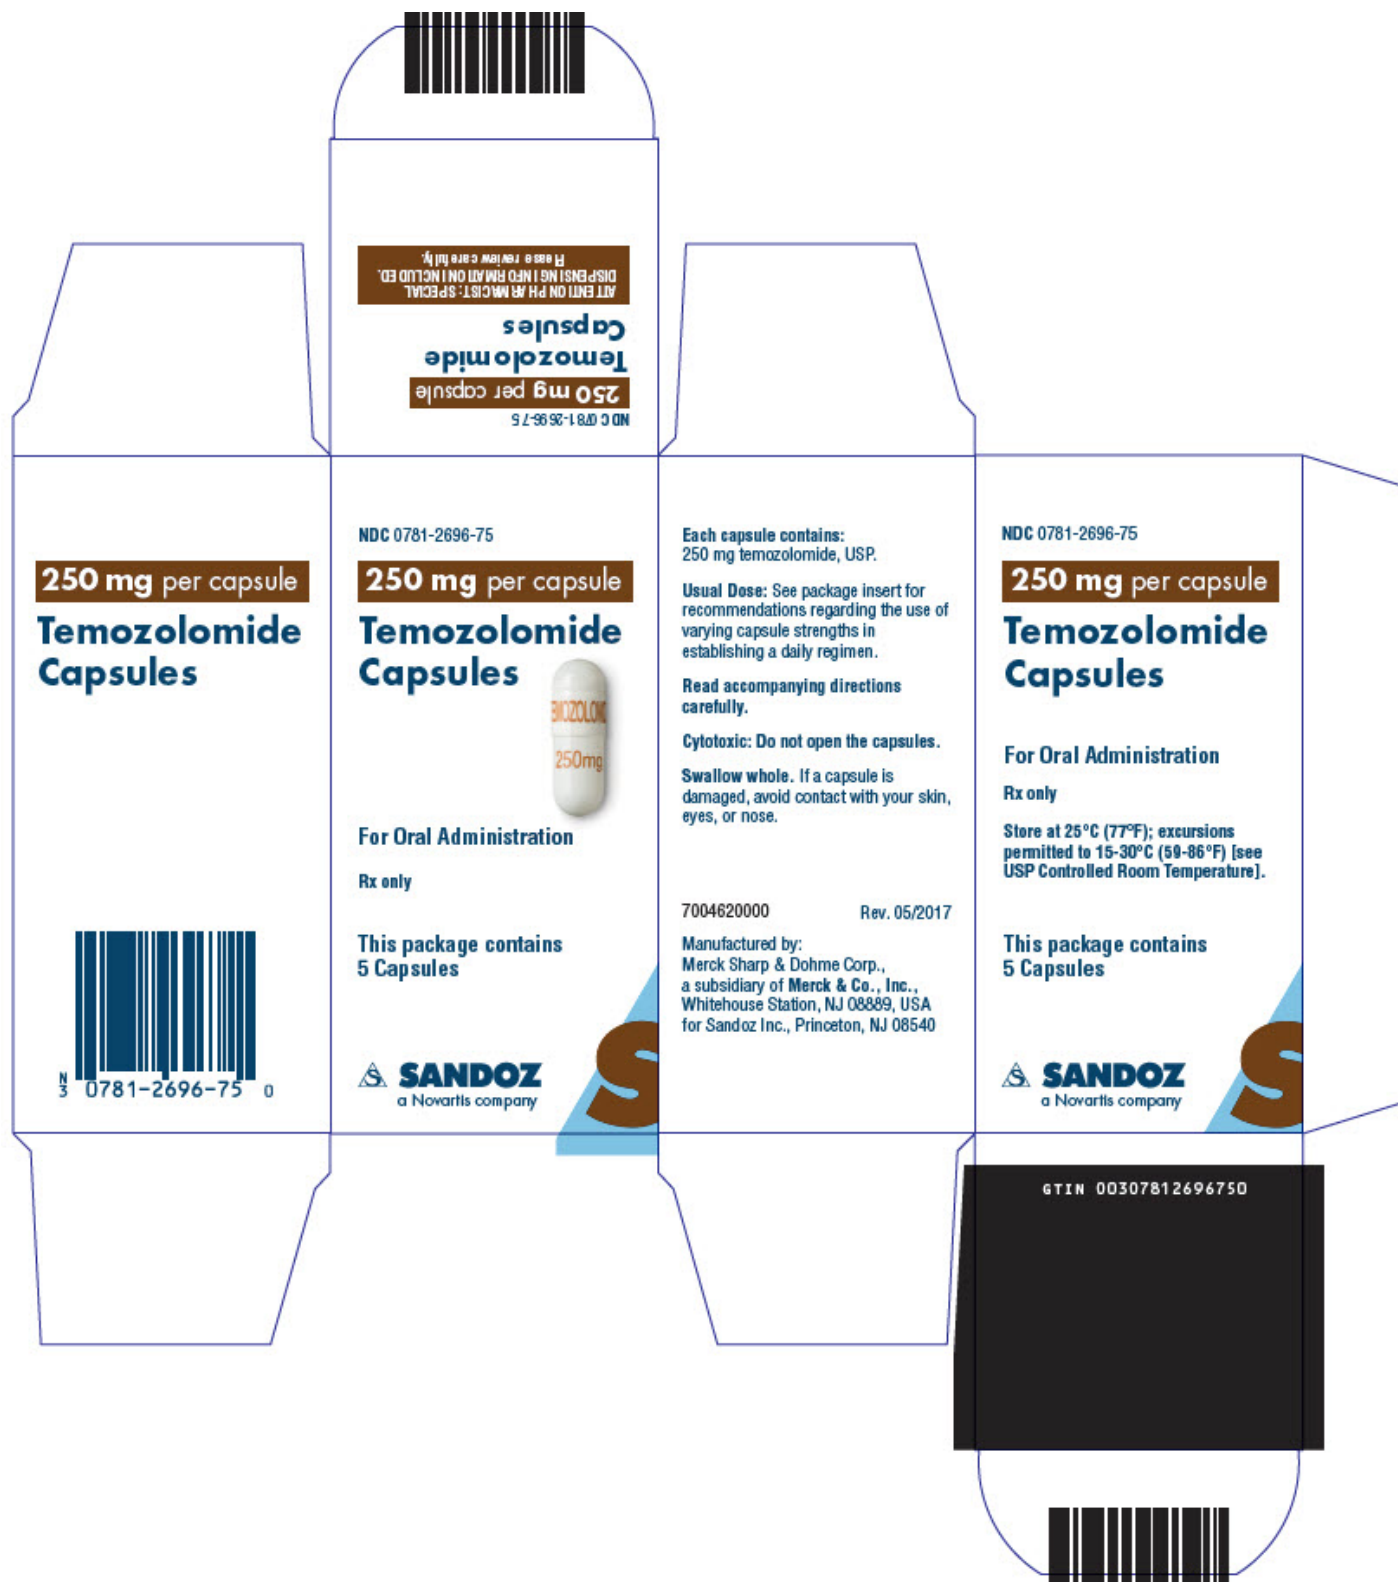 ATTENTION PHARMACIST: SPECIAL
DISPENSING INFORMATION INCLUDED.
Please review carefully.
Temozolomide
Capsules
250 mg per capsule
NDC 0781-2696-75
250 mg per capsule
Temozolomide
Capsules
N
3 0781-2696-75 0
NDC 0781-2696-75
250 mg per capsule
Temozolomide
Capsules
250mg
For Oral Administration
Rx only
This package contains
5 Capsules
S SANDOZ
a Novartis company
S
Each capsule contains:
250 mg temozolomide, USP.
Usual Dose: See package insert for
recommendations regarding the use of
varying capsule strengths in
establishing a daily regimen.
Read accompanying directions
carefully.
Cytotoxic: Do not open the capsules.
Swallow whole. If a capsule is
damaged, avoid contact with your skin,
eyes, or nose.
7004620000 Rev. 05/2017
Manufactured by:
Merck Sharp & Dohme Corp.,
a subsidiary of Merck & Co., Inc.,
Whitehouse Station, NJ 08889, USA
for Sandoz Inc., Princeton, NJ 08540
NDC 0781-2696-75
250 mg per capsule
Temozolomide
Capsules
For Oral Administration
Rx only
Store at 25°C (77°F); excursions
permitted to 15-30°C (59-86°F) [see
USP Controlled Room Temperature].
This package contains
5 Capsules
S SANDOZ
a Novartis company
S
GTIN 00307812696750